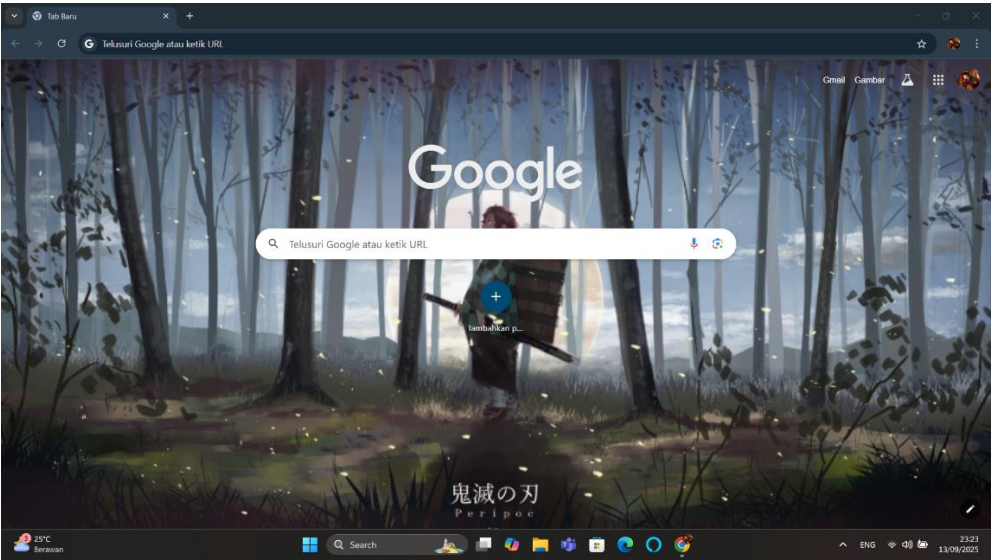 Tab Baru
Telusuri Google atau ketik URL
Gmail Gambar
Google
Telusuri Google atau ketik URL
Tambahkan p...
鬼滅の刃
Peripoc
3
25°C
Berawan
Search
ENG
23:23
13/09/2025